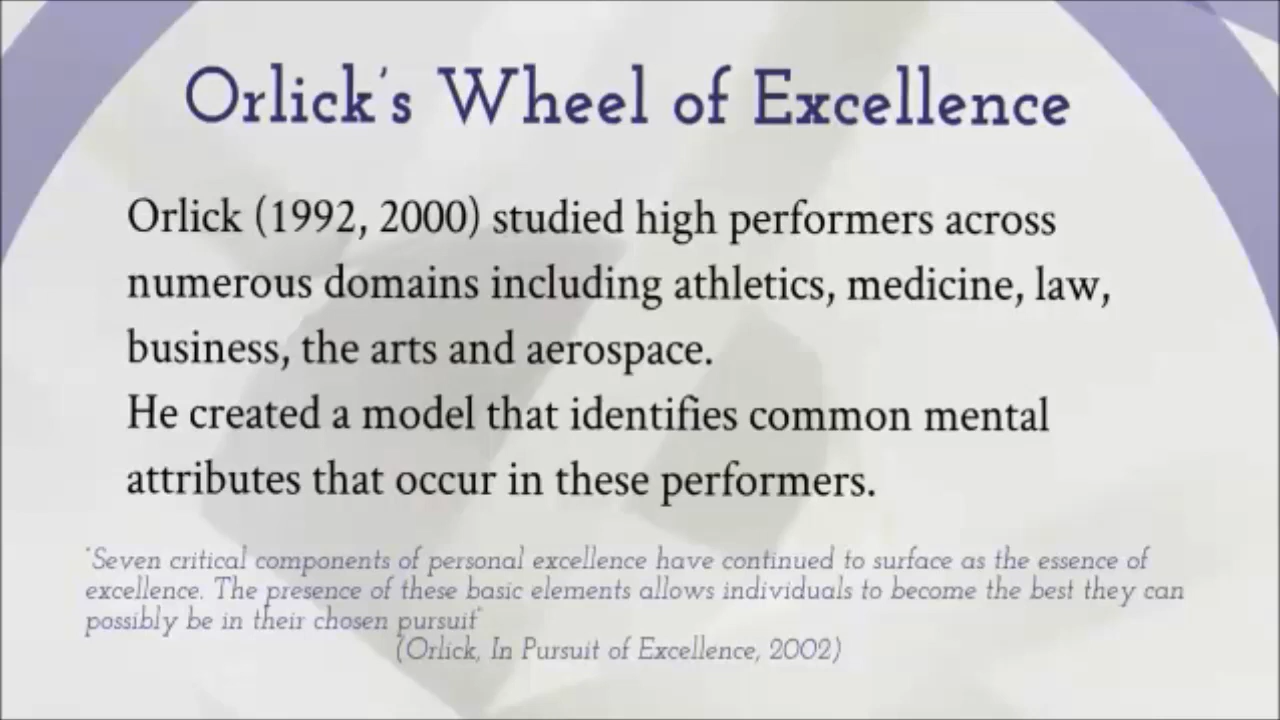 Orlick's Wheel of Excellence
Orlick (1992, 2000) studied high performers across
numerous domains including athletics, medicine, law,
business, the arts and aerospace.
He created a model that identifies common mental
attributes that occur in these performers.
"Seven critical components of personal excellence have continued to surface as the essence of
excellence. The presence of these basic elements allows individuals to become the best they can
possibly be in their chosen pursuit"
(Orlick, In Pursuit of Excellence, 2002)